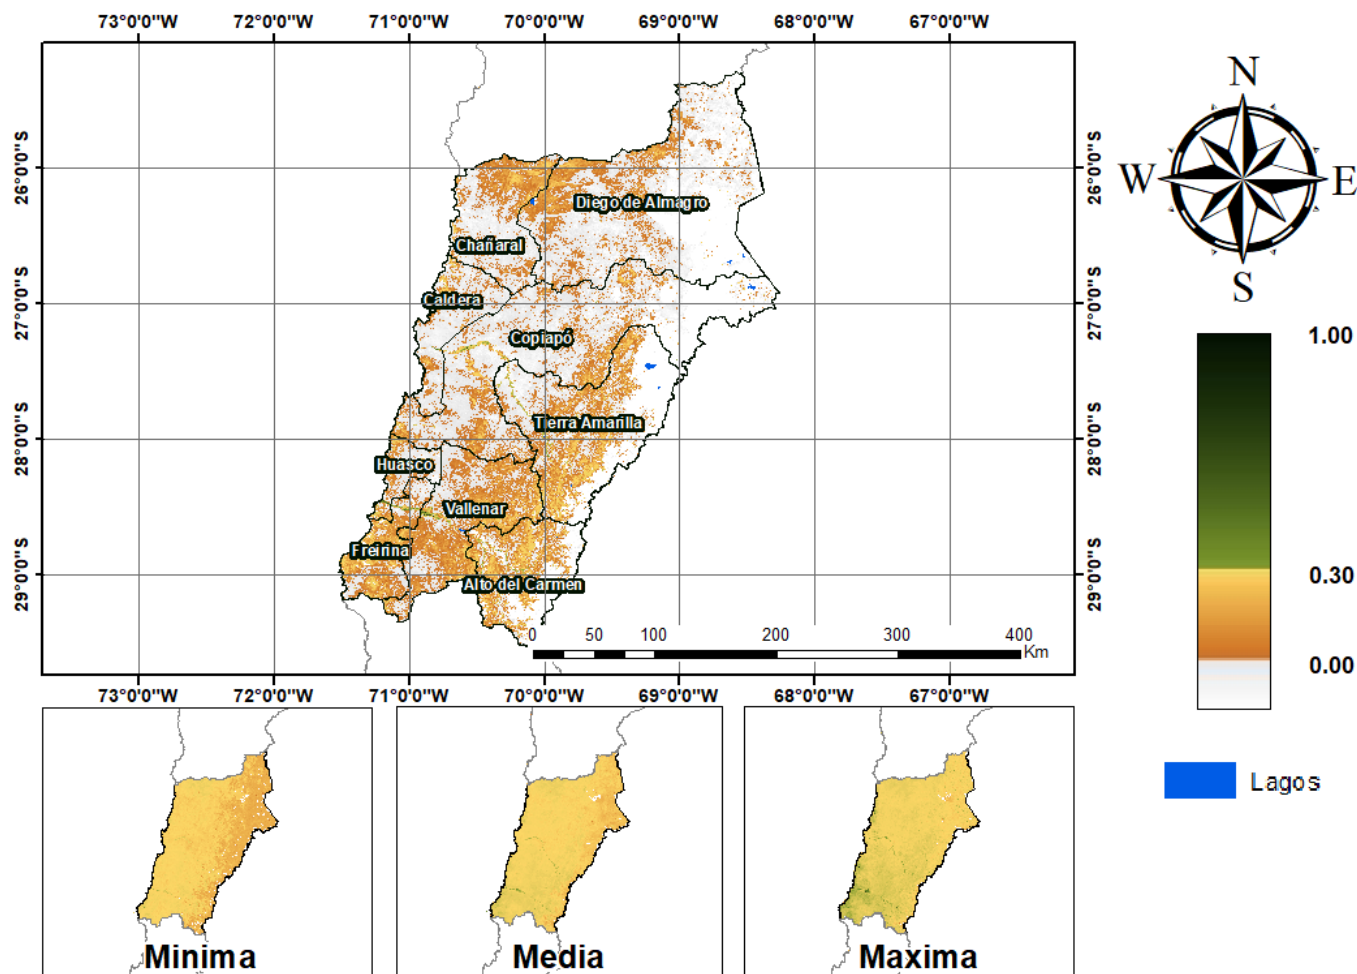 73°0'0"W 72°0'0"W 71°0'0"W 70°0'0"W 69°0'0"W 68°0'0"W 67°0'0"W
N
W E
S
26°0'0"S 26°0'0"S
Diego de Almagro
Chañaral
Caldera
27°0'0"S 27°0'0"S
Copiapó
1.00
Tierra Amarilla
28°0'0"S 28°0'0"S
Huasco
Vallenar
Freirina
29°0'0"S 29°0'0"S
Alto del Carmen
0.30
0 50 100 200 300 400
Km
0.00
73°0'0"W 72°0'0"W 71°0'0"W 70°0'0"W 69°0'0"W 68°0'0"W 67°0'0"W
Lagos
Minima Media Maxima